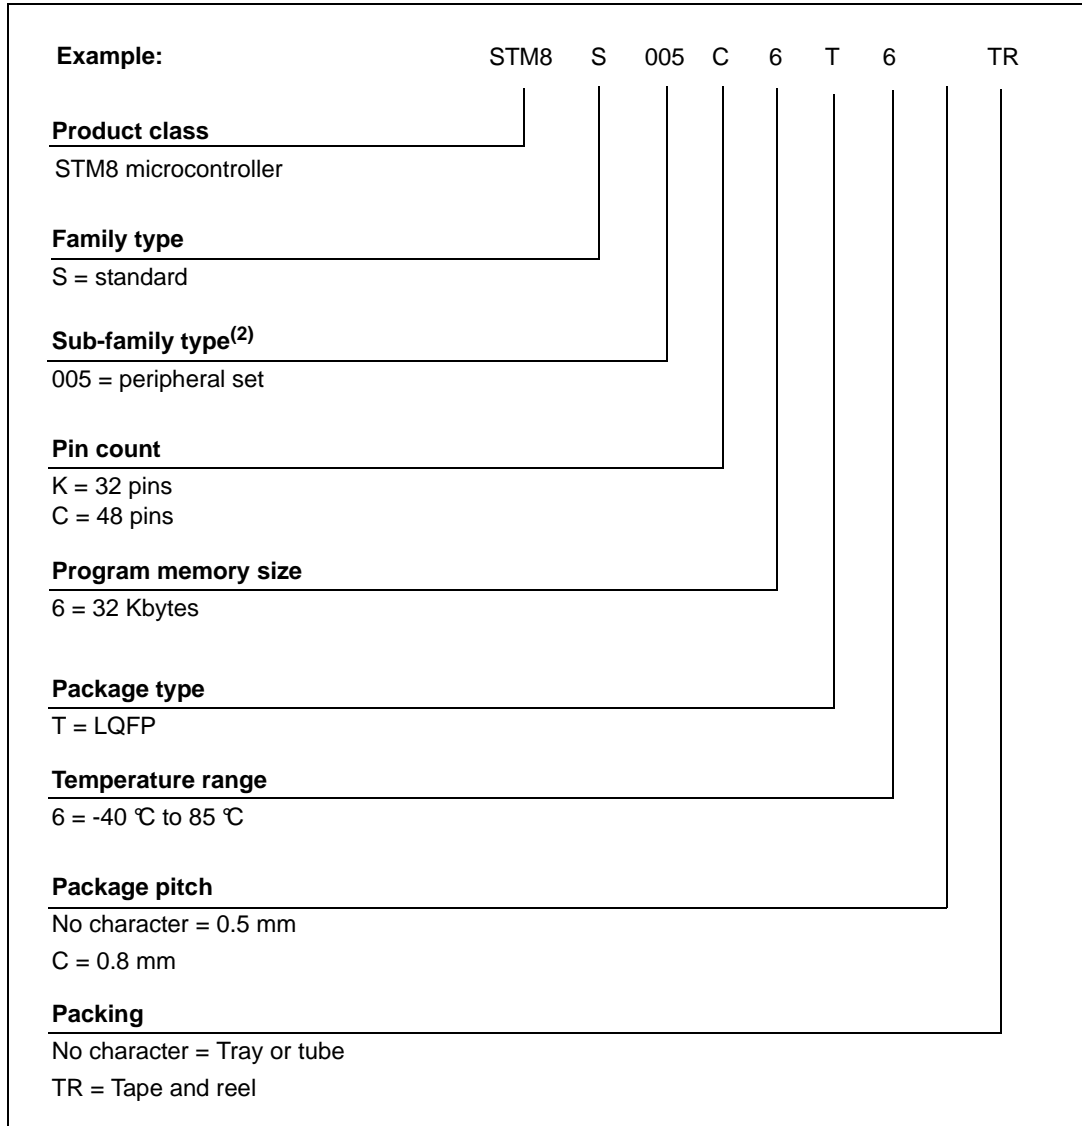 Example: STM8 S 005 C 6 T 6 TR
Product class
STM8 microcontroller
Family type
S = standard
Sub-family type(2)
005 = peripheral set
Pin count
K = 32 pins
C = 48 pins
Program memory size
6 = 32 Kbytes
Package type
T = LQFP
Temperature range
6 = -40 °C to 85 °C
Package pitch
No character = 0.5 mm
C = 0.8 mm
Packing
No character = Tray or tube
TR = Tape and reel